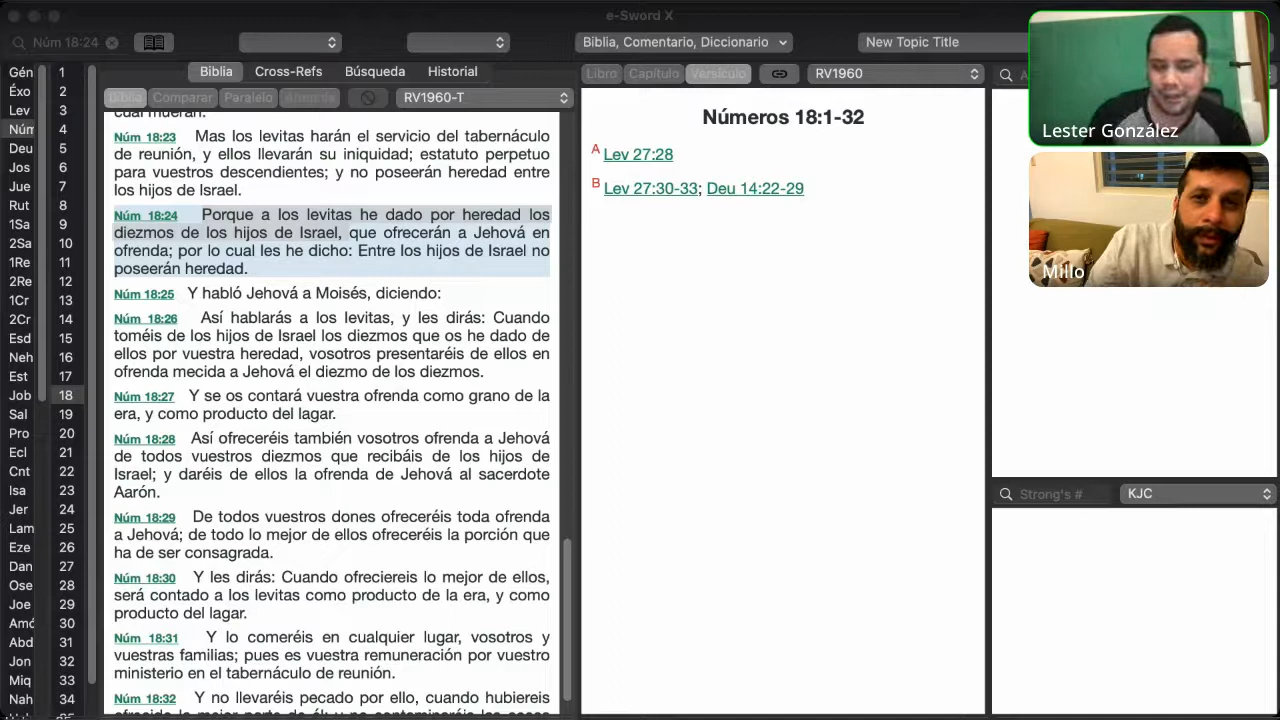 e-Sword X
Núm 18:24
Biblia, Comentario, Diccionario
New Topic Title
Biblia
Cross-Refs
Búsqueda
Historial
Biblia
Comparar
Paralelo
RV1960-T
Libro
Capítulo
Versículo
RV1960
Gén
Éxo
Lev
Núm
Deu
Jos
Jue
Rut
1Sa
2Sa
1Re
2Re
1Cr
2Cr
Esd
Neh
Est
Job
Sal
Pro
Ecl
Cnt
Isa
Jer
Lam
Eze
Dan
Ose
Joe
Amó
Abd
Jon
Miq
Nah
1
2
3
4
5
6
7
8
9
10
11
12
13
14
15
16
17
18
19
20
21
22
23
24
25
26
27
28
29
30
31
32
33
34
cual mueran.
Núm 18:23 Mas los levitas harán el servicio del tabernáculo
de reunión, y ellos llevarán su iniquidad; estatuto perpetuo
para vuestros descendientes; y no poseerán heredad entre
los hijos de Israel.
Núm 18:24 Porque a los levitas he dado por heredad los
diezmos de los hijos de Israel, que ofrecerán a Jehová en
ofrenda; por lo cual les he dicho: Entre los hijos de Israel no
poseerán heredad.
Núm 18:25 Y habló Jehová a Moisés, diciendo:
Núm 18:26 Así hablarás a los levitas, y les dirás: Cuando
toméis de los hijos de Israel los diezmos que os he dado de
ellos por vuestra heredad, vosotros presentaréis de ellos en
ofrenda mecida a Jehová el diezmo de los diezmos.
Núm 18:27 Y se os contará vuestra ofrenda como grano de la
era, y como producto del lagar.
Núm 18:28 Así ofreceréis también vosotros ofrenda a Jehová
de todos vuestros diezmos que recibáis de los hijos de
Israel; y daréis de ellos la ofrenda de Jehová al sacerdote
Aarón.
Núm 18:29 De todos vuestros dones ofreceréis toda ofrenda
a Jehová; de todo lo mejor de ellos ofreceréis la porción que
ha de ser consagrada.
Núm 18:30 Y les dirás: Cuando ofreciereis lo mejor de ellos,
será contado a los levitas como producto de la era, y como
producto del lagar.
Núm 18:31 Y lo comeréis en cualquier lugar, vosotros y
vuestras familias; pues es vuestra remuneración por vuestro
ministerio en el tabernáculo de reunión.
Núm 18:32 Y no llevaréis pecado por ello, cuando hubiereis
Números 18:1-32
A Lev 27:28
B Lev 27:30-33; Deu 14:22-29
Lester González
Millo
Strong's #
KJC